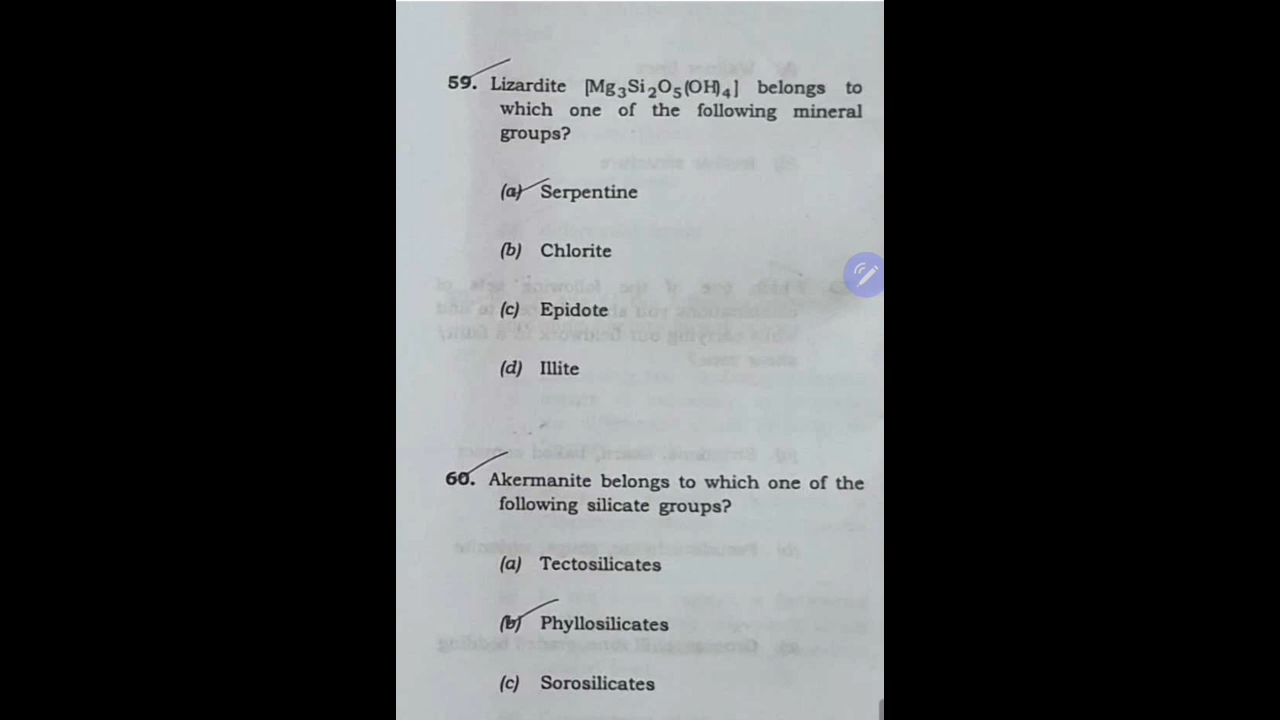 59. Lizardite [Mg₃Si₂O₅(OH)₄] belongs to
which one of the following mineral
groups?
(a) Serpentine
(b) Chlorite
(c) Epidote
(d) Illite
60. Akermanite belongs to which one of the
following silicate groups?
(a) Tectosilicates
(b) Phyllosilicates
(c) Sorosilicates